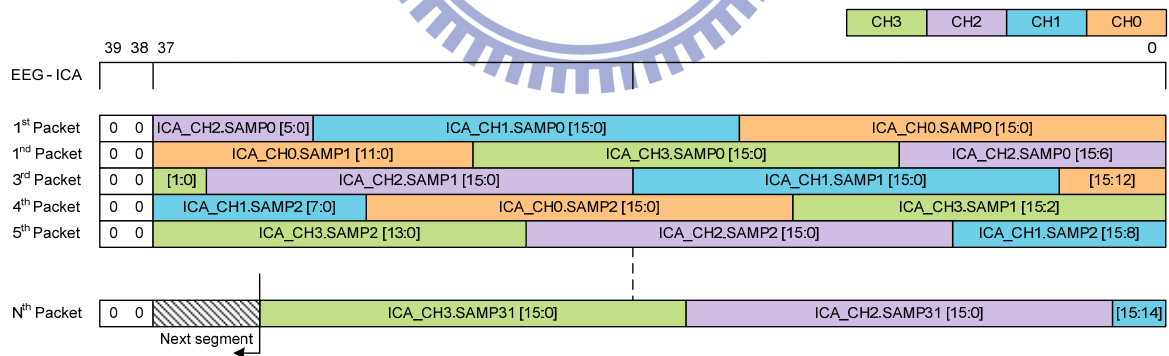 CH3 CH2 CH1 CH0
39 38 37 0
EEG - ICA
1st Packet 0 0 ICA_CH2.SAMP0 [5:0] ICA_CH1.SAMP0 [15:0] ICA_CH0.SAMP0 [15:0]
1nd Packet 0 0 ICA_CH0.SAMP1 [11:0] ICA_CH3.SAMP0 [15:0] ICA_CH2.SAMP0 [15:6]
3rd Packet 0 0 [1:0] ICA_CH2.SAMP1 [15:0] ICA_CH1.SAMP1 [15:0] [15:12]
4th Packet 0 0 ICA_CH1.SAMP2 [7:0] ICA_CH0.SAMP2 [15:0] ICA_CH3.SAMP1 [15:2]
5th Packet 0 0 ICA_CH3.SAMP2 [13:0] ICA_CH2.SAMP2 [15:0] ICA_CH1.SAMP2 [15:8]
Nth Packet 0 0 ICA_CH3.SAMP31 [15:0] ICA_CH2.SAMP31 [15:0] [15:14]
Next segment